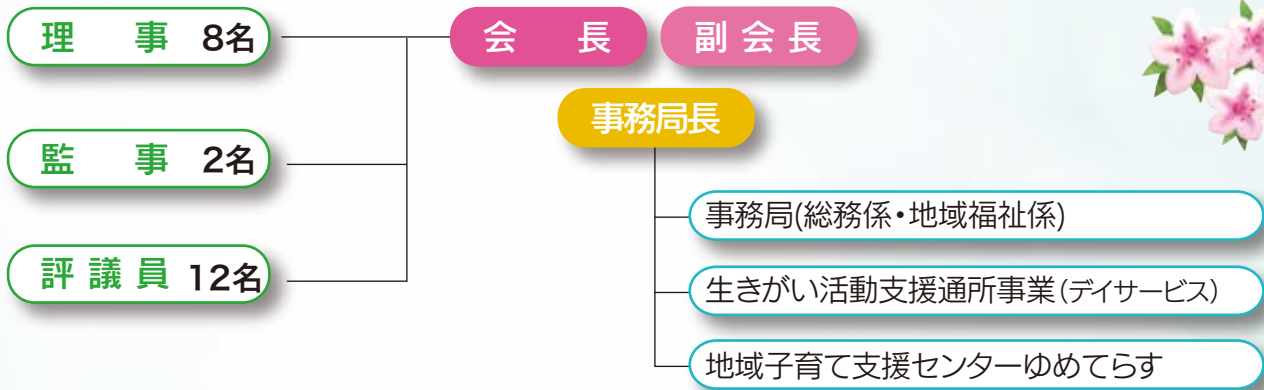 理 事 8名
会 長
副会長
事務局長
監 事 2名
評議員 12名
事務局(総務係・地域福祉係)
生きがい活動支援通所事業(デイサービス)
地域子育て支援センターゆめてらす